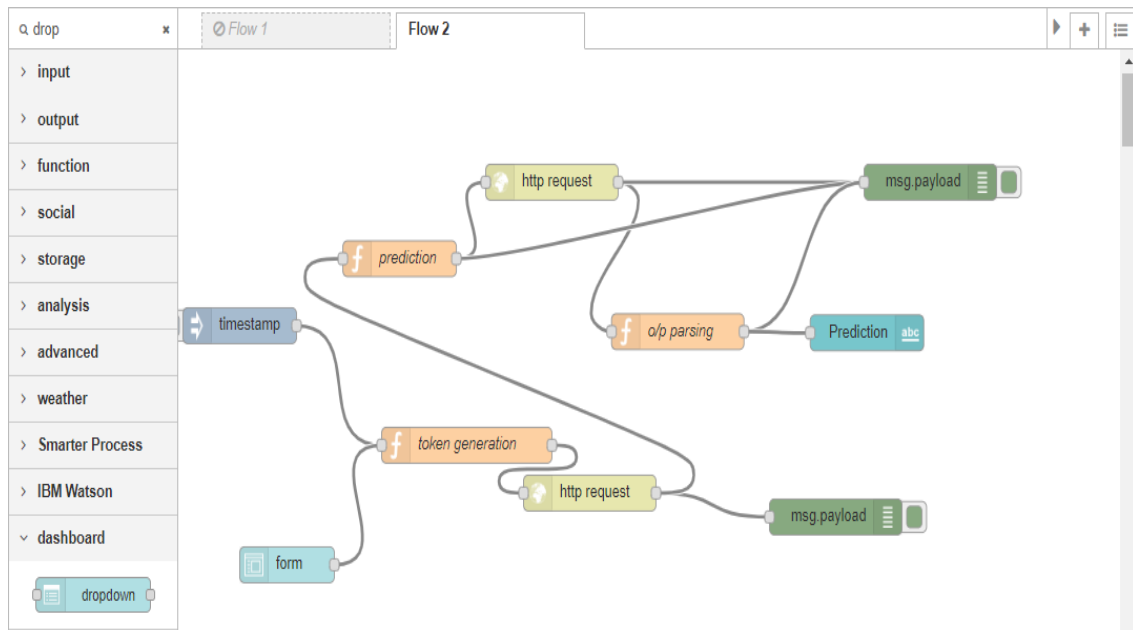 drop
Flow 1
Flow 2
input
output
function
social
storage
analysis
advanced
weather
Smarter Process
IBM Watson
dashboard
dropdown
http request
msg.payload
prediction
timestamp
o/p parsing
Prediction
abc
token generation
http request
msg.payload
form